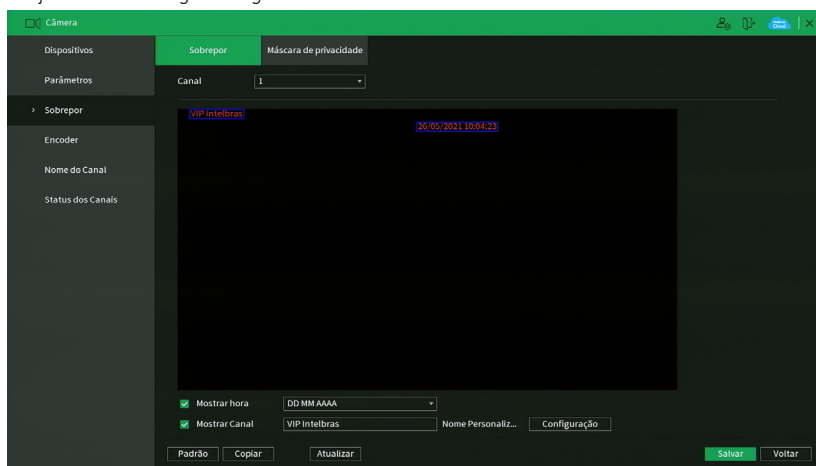 Câmera
Dispositivos
Parâmetros
Sobrepor
Encoder
Nome do Canal
Status dos Canais
Sobrepor
Máscara de privacidade
Canal
1
VIP Intelbras
26/05/2021 10:04:23
Mostrar hora
DD MM AAAA
Mostrar Canal
VIP Intelbras
Nome Personaliz...
Configuração
Padrão
Copiar
Atualizar
Salvar
Voltar